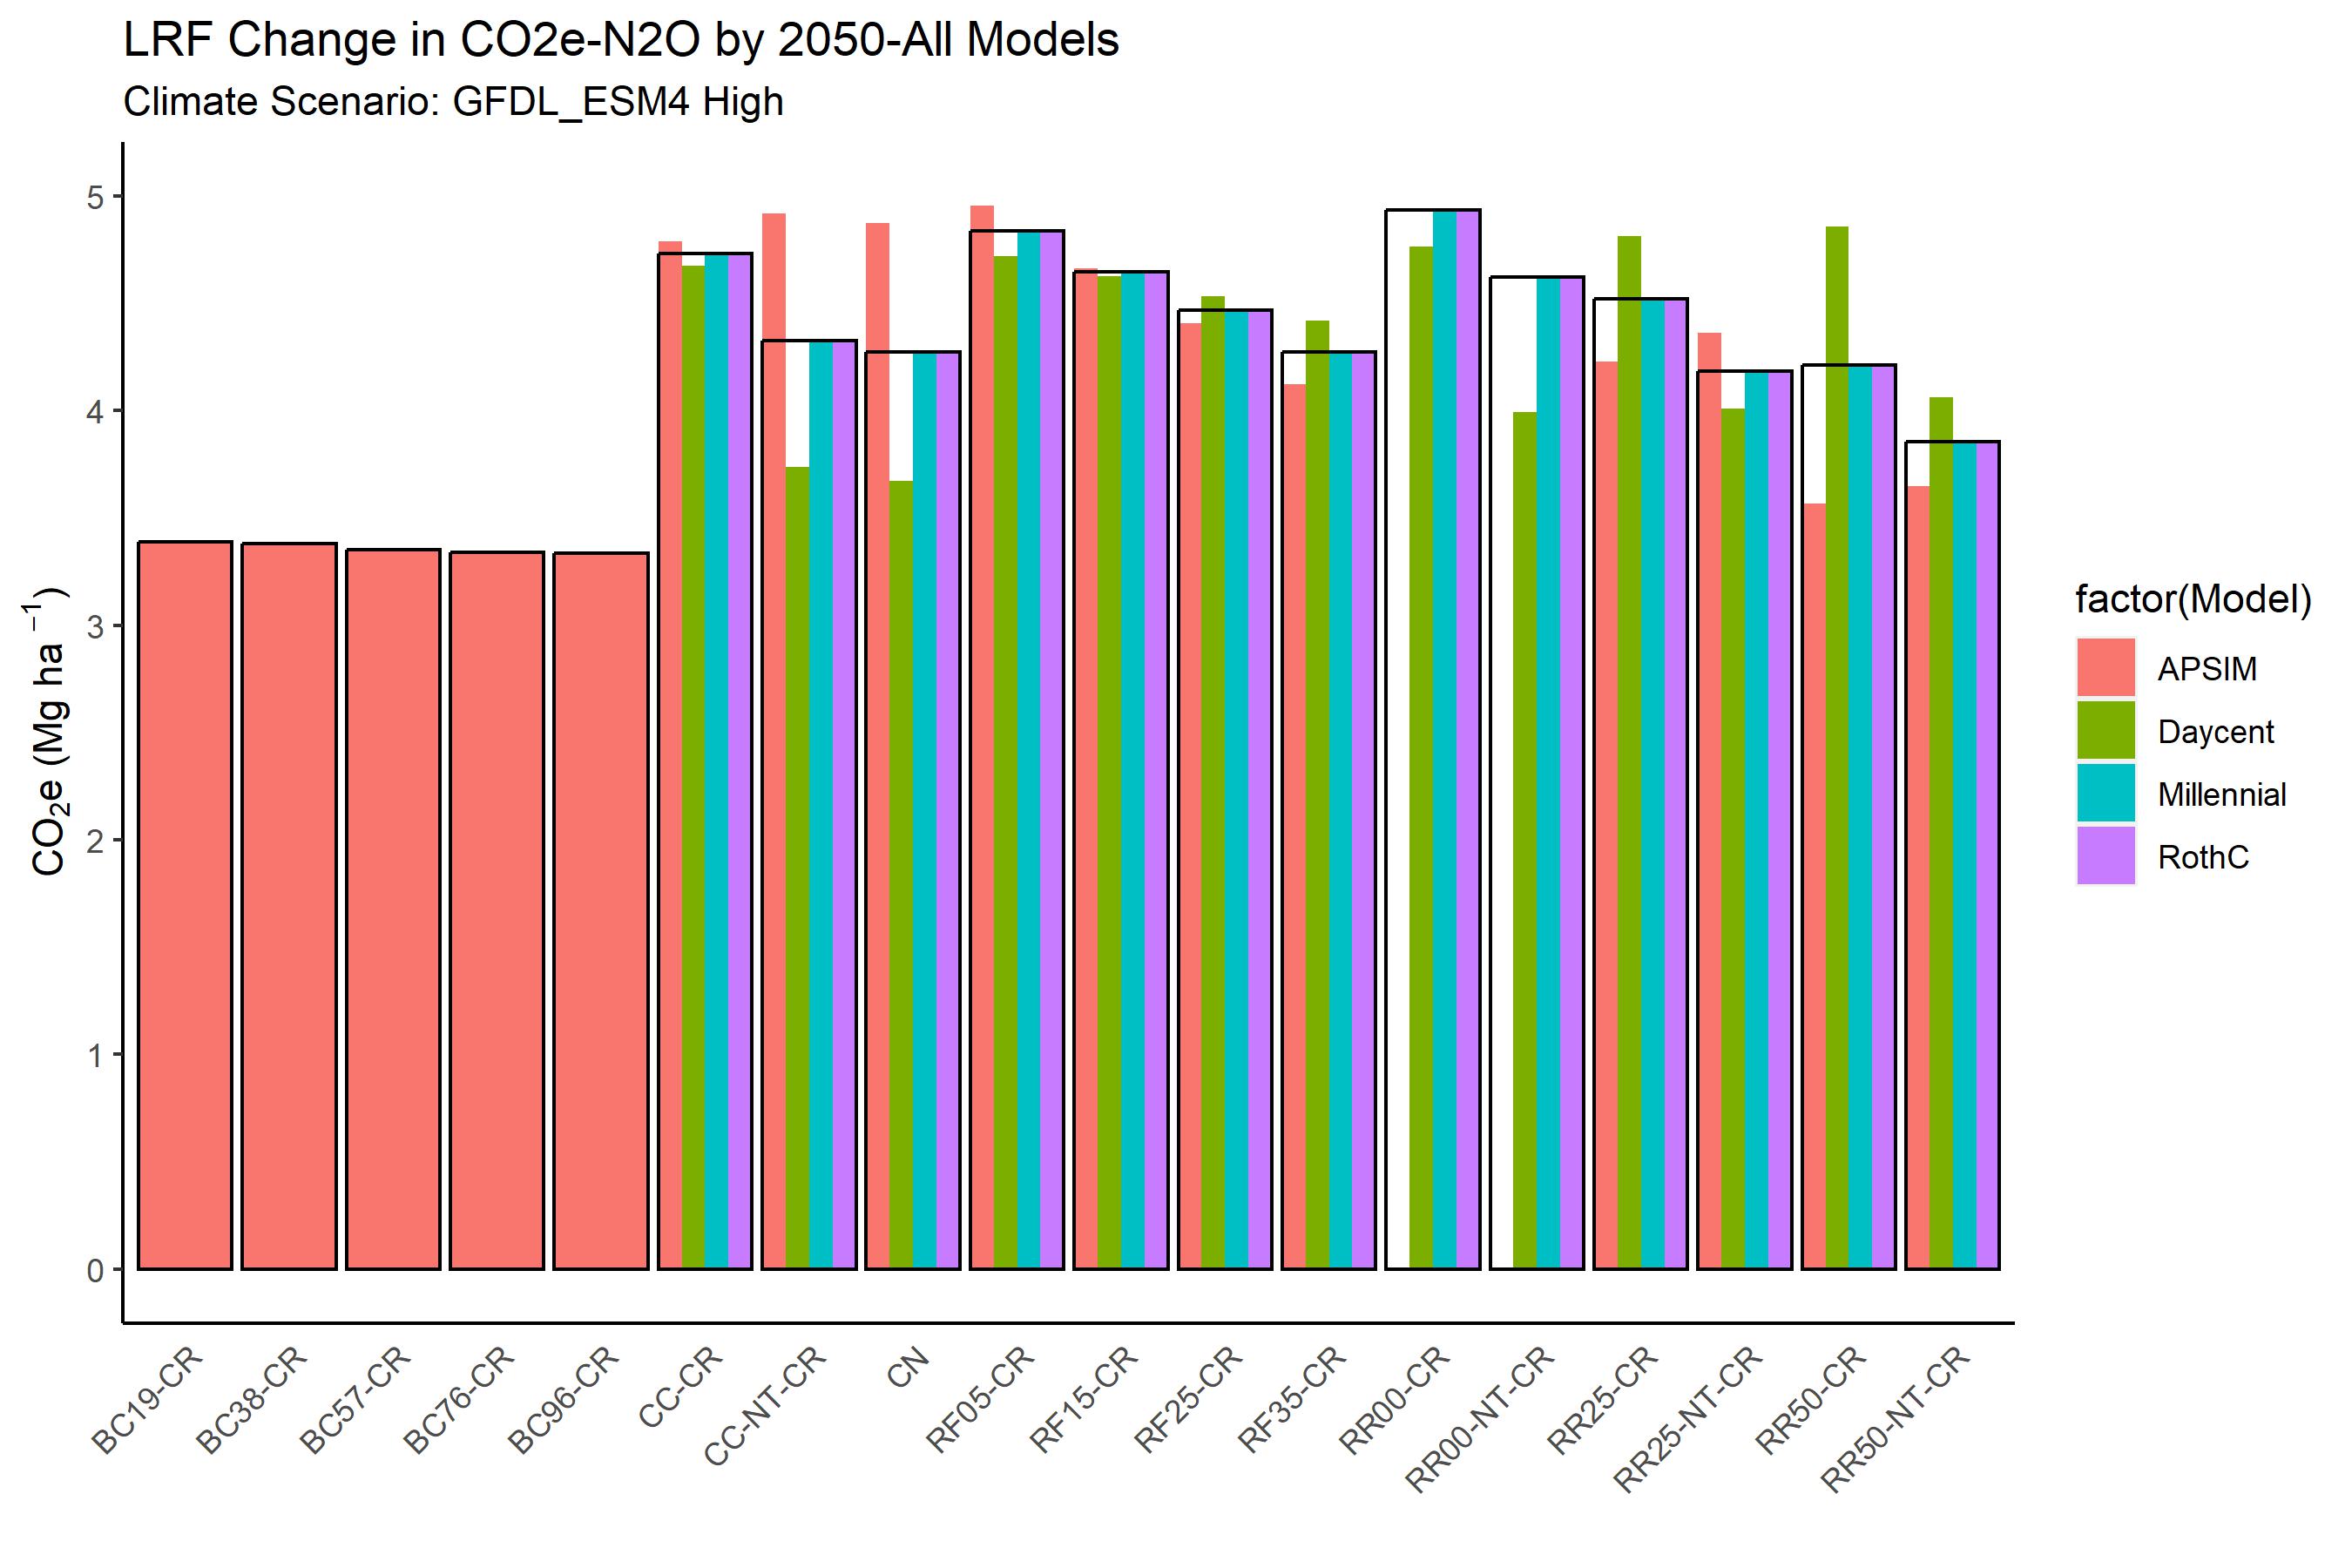 LRF Change in CO2e-N2O by 2050-All Models
Climate Scenario: GFDL_ESM4 High
CO₂e (Mg ha ⁻¹)
5
4
3
2
1
0
BC19-CR
BC38-CR
BC57-CR
BC76-CR
BC96-CR
CC-CR
CC-NT-CR
CN
RF05-CR
RF15-CR
RF25-CR
RF35-CR
RR00-CR
RR00-NT-CR
RR25-CR
RR25-NT-CR
RR50-CR
RR50-NT-CR
factor(Model)
APSIM
Daycent
Millennial
RothC